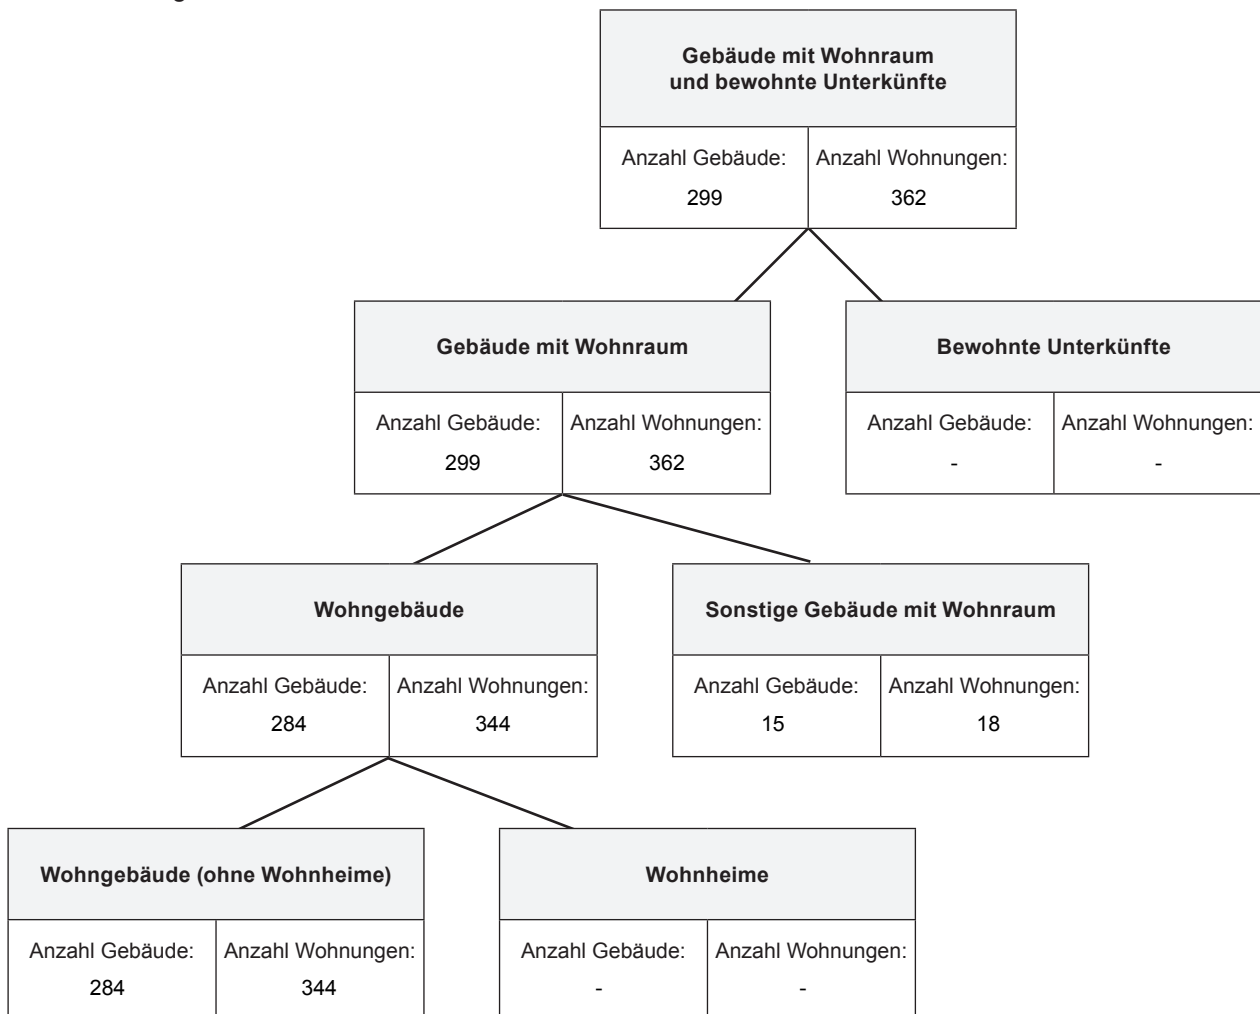 Gebäude mit Wohnraum
und bewohnte Unterkünfte
Anzahl Gebäude: Anzahl Wohnungen:
299 362
Gebäude mit Wohnraum
Bewohnte Unterkünfte
Anzahl Gebäude: Anzahl Wohnungen: Anzahl Gebäude: Anzahl Wohnungen:
299 362 - -
Wohngebäude
Sonstige Gebäude mit Wohnraum
Anzahl Gebäude: Anzahl Wohnungen: Anzahl Gebäude: Anzahl Wohnungen:
284 344 15 18
Wohngebäude (ohne Wohnheime)
Wohnheime
Anzahl Gebäude: Anzahl Wohnungen: Anzahl Gebäude: Anzahl Wohnungen:
284 344 - -